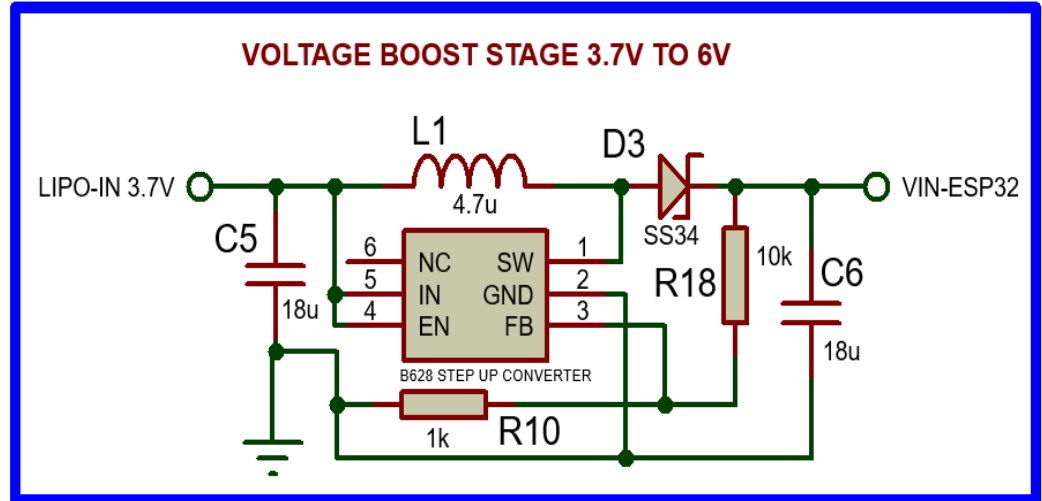 VOLTAGE BOOST STAGE 3.7V TO 6V
L1
D3
LIPO-IN 3.7V
4.7u
VIN-ESP32
SS34
C5
18u
6 NC SW 1
5 IN GND 2
4 EN FB 3
R18
10k
C6
18u
B628 STEP UP CONVERTER
R10
1k